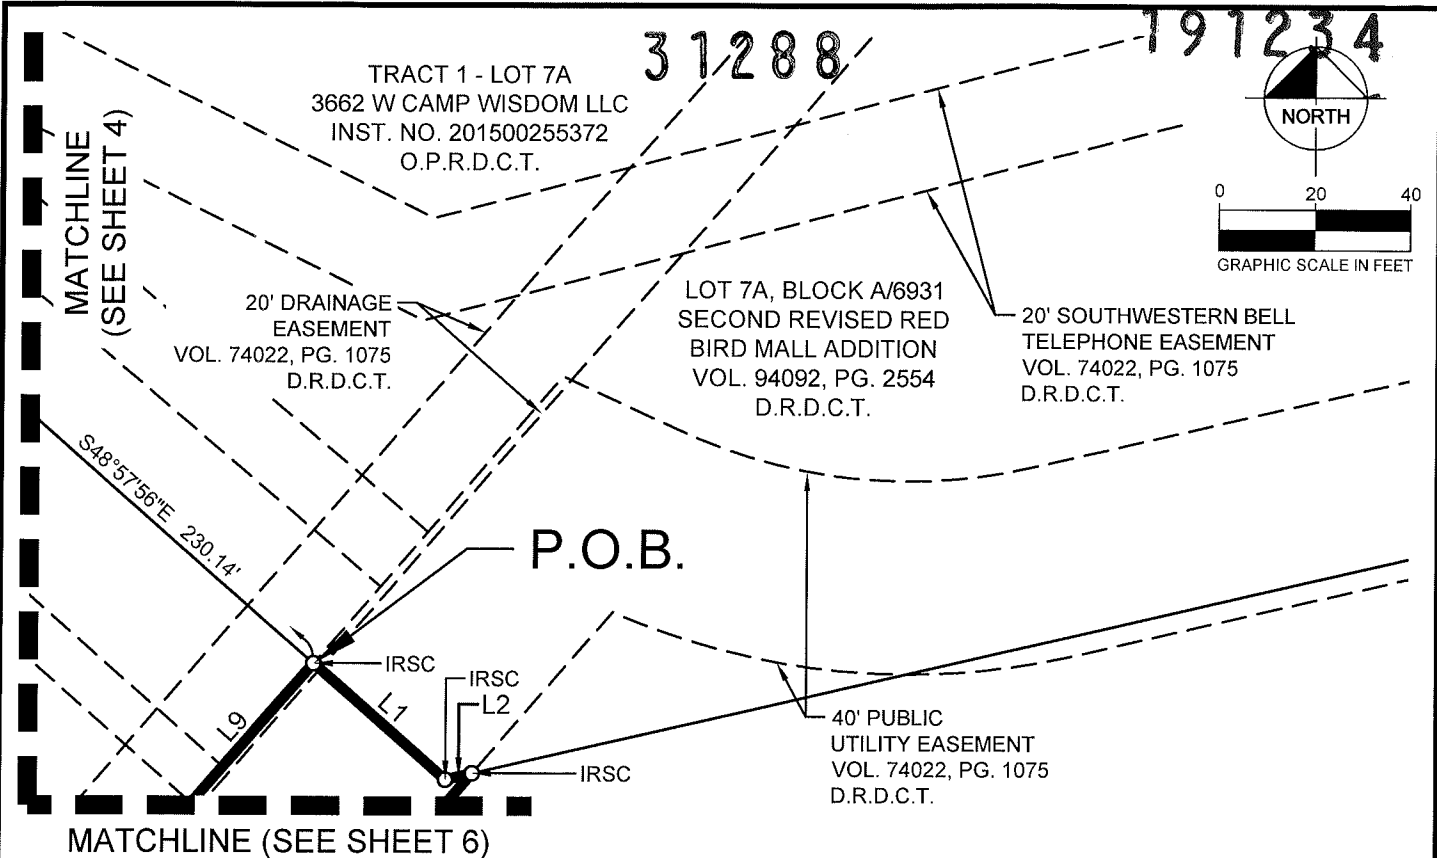 31288
191234
TRACT 1 - LOT 7A
3662 W CAMP WISDOM LLC
INST. NO. 201500255372
O.P.R.D.C.T.
NORTH
0 20 40
GRAPHIC SCALE IN FEET
MATCHLINE
(SEE SHEET 4)
20' DRAINAGE
EASEMENT
VOL. 74022, PG. 1075
D.R.D.C.T.
LOT 7A, BLOCK A/6931
SECOND REVISED RED
BIRD MALL ADDITION
VOL. 94092, PG. 2554
D.R.D.C.T.
20' SOUTHWESTERN BELL
TELEPHONE EASEMENT
VOL. 74022, PG. 1075
D.R.D.C.T.
S48°57'56"E 230.14'
P.O.B.
IRSC
L1
IRSC
L2
L9
IRSC
40' PUBLIC
UTILITY EASEMENT
VOL. 74022, PG. 1075
D.R.D.C.T.
MATCHLINE (SEE SHEET 6)